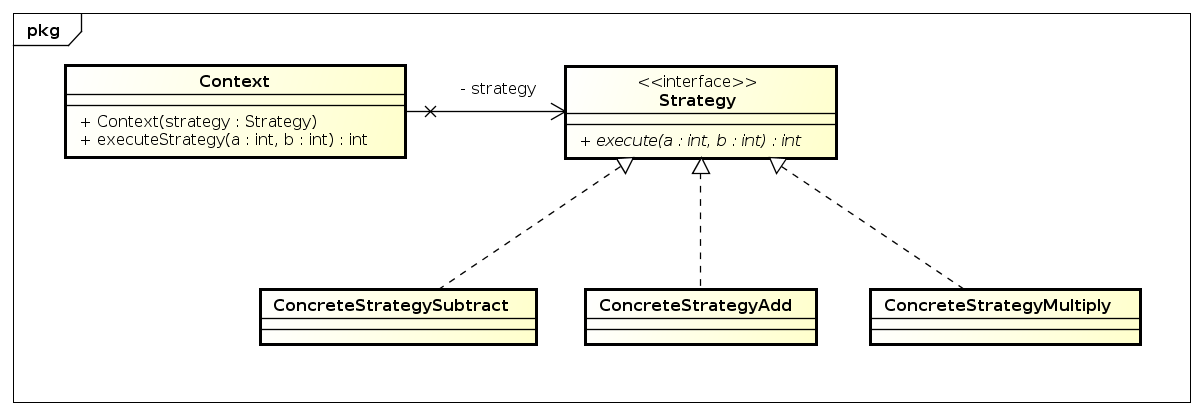 pkg
Context
+ Context(strategy : Strategy)
+ executeStrategy(a : int, b : int) : int
- strategy
<<interface>>
Strategy
+ execute(a : int, b : int) : int
ConcreteStrategySubtract
ConcreteStrategyAdd
ConcreteStrategyMultiply